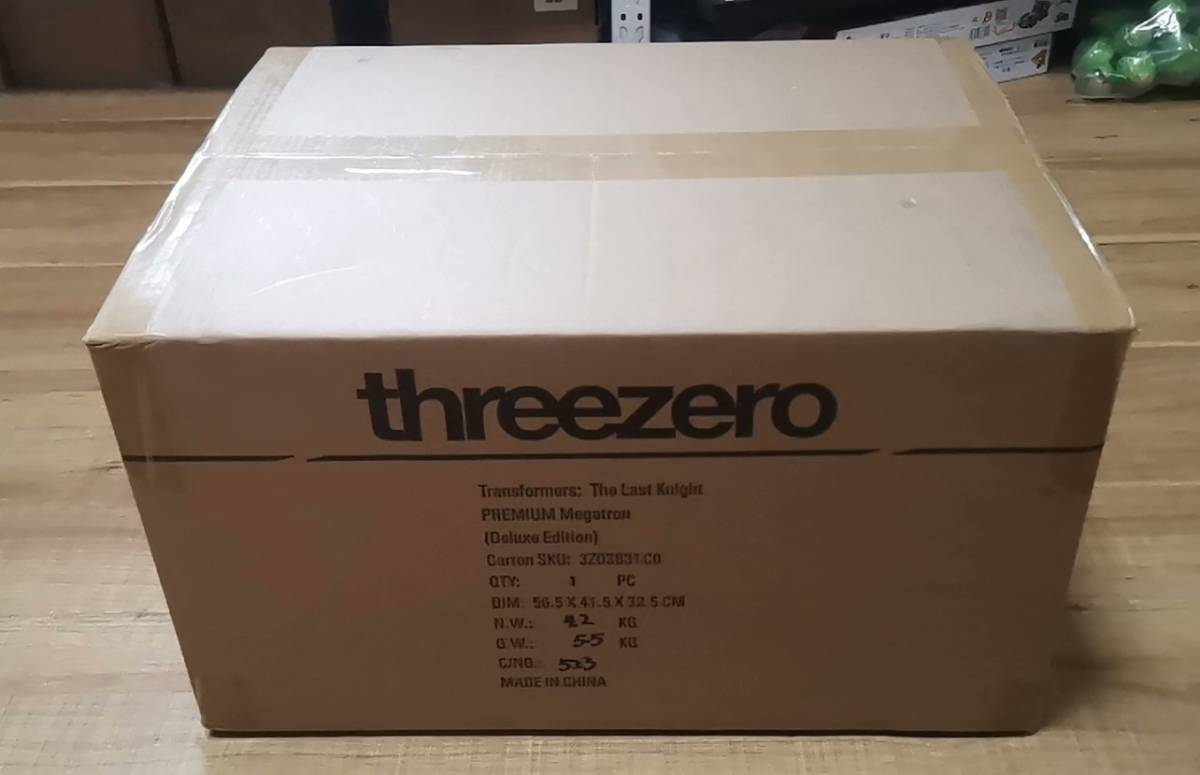 threezero
Transformers: The Last Knight
PREMIUM Megatron
(Deluxe Edition)
Carton SKU: 3Z03831C0
QTY: 1 PC
DIM: 56.5 X 41.5 X 32.5 CM
N.W.: 42 KG
G.W.: 55 KG
C/NO.: 523
MADE IN CHINA